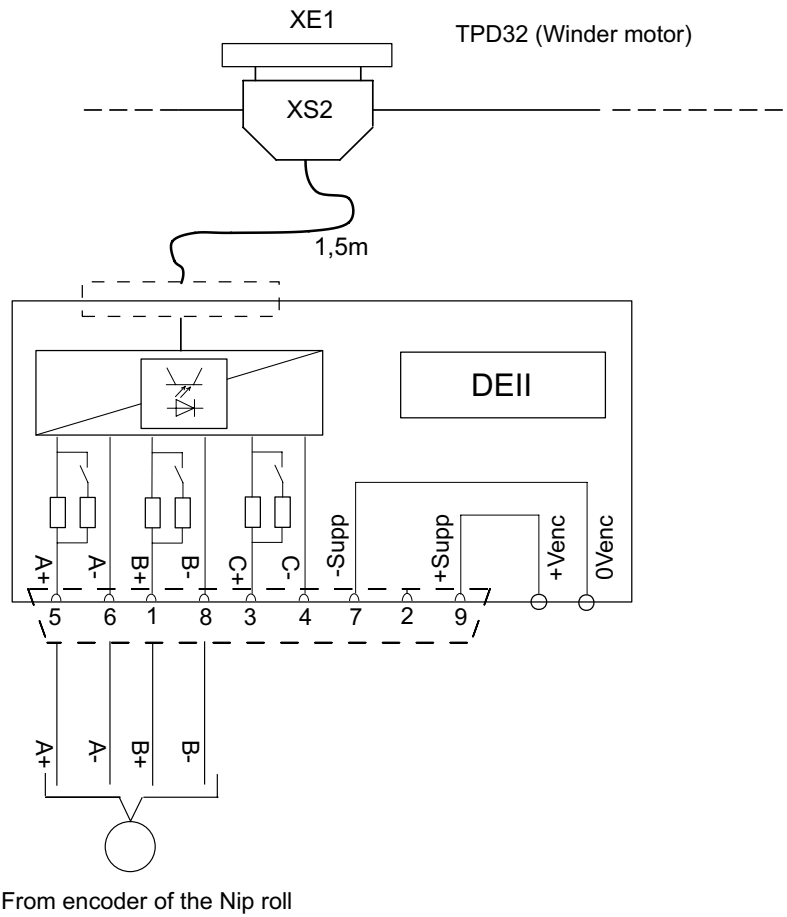 XE1
TPD32 (Winder motor)
XS2
1,5m
DEII
A+ A- B+ B- C+ C- -Supp +Supp +Venc 0Venc
5 6 1 8 3 4 7 2 9
A+ A- B+ B-
From encoder of the Nip roll